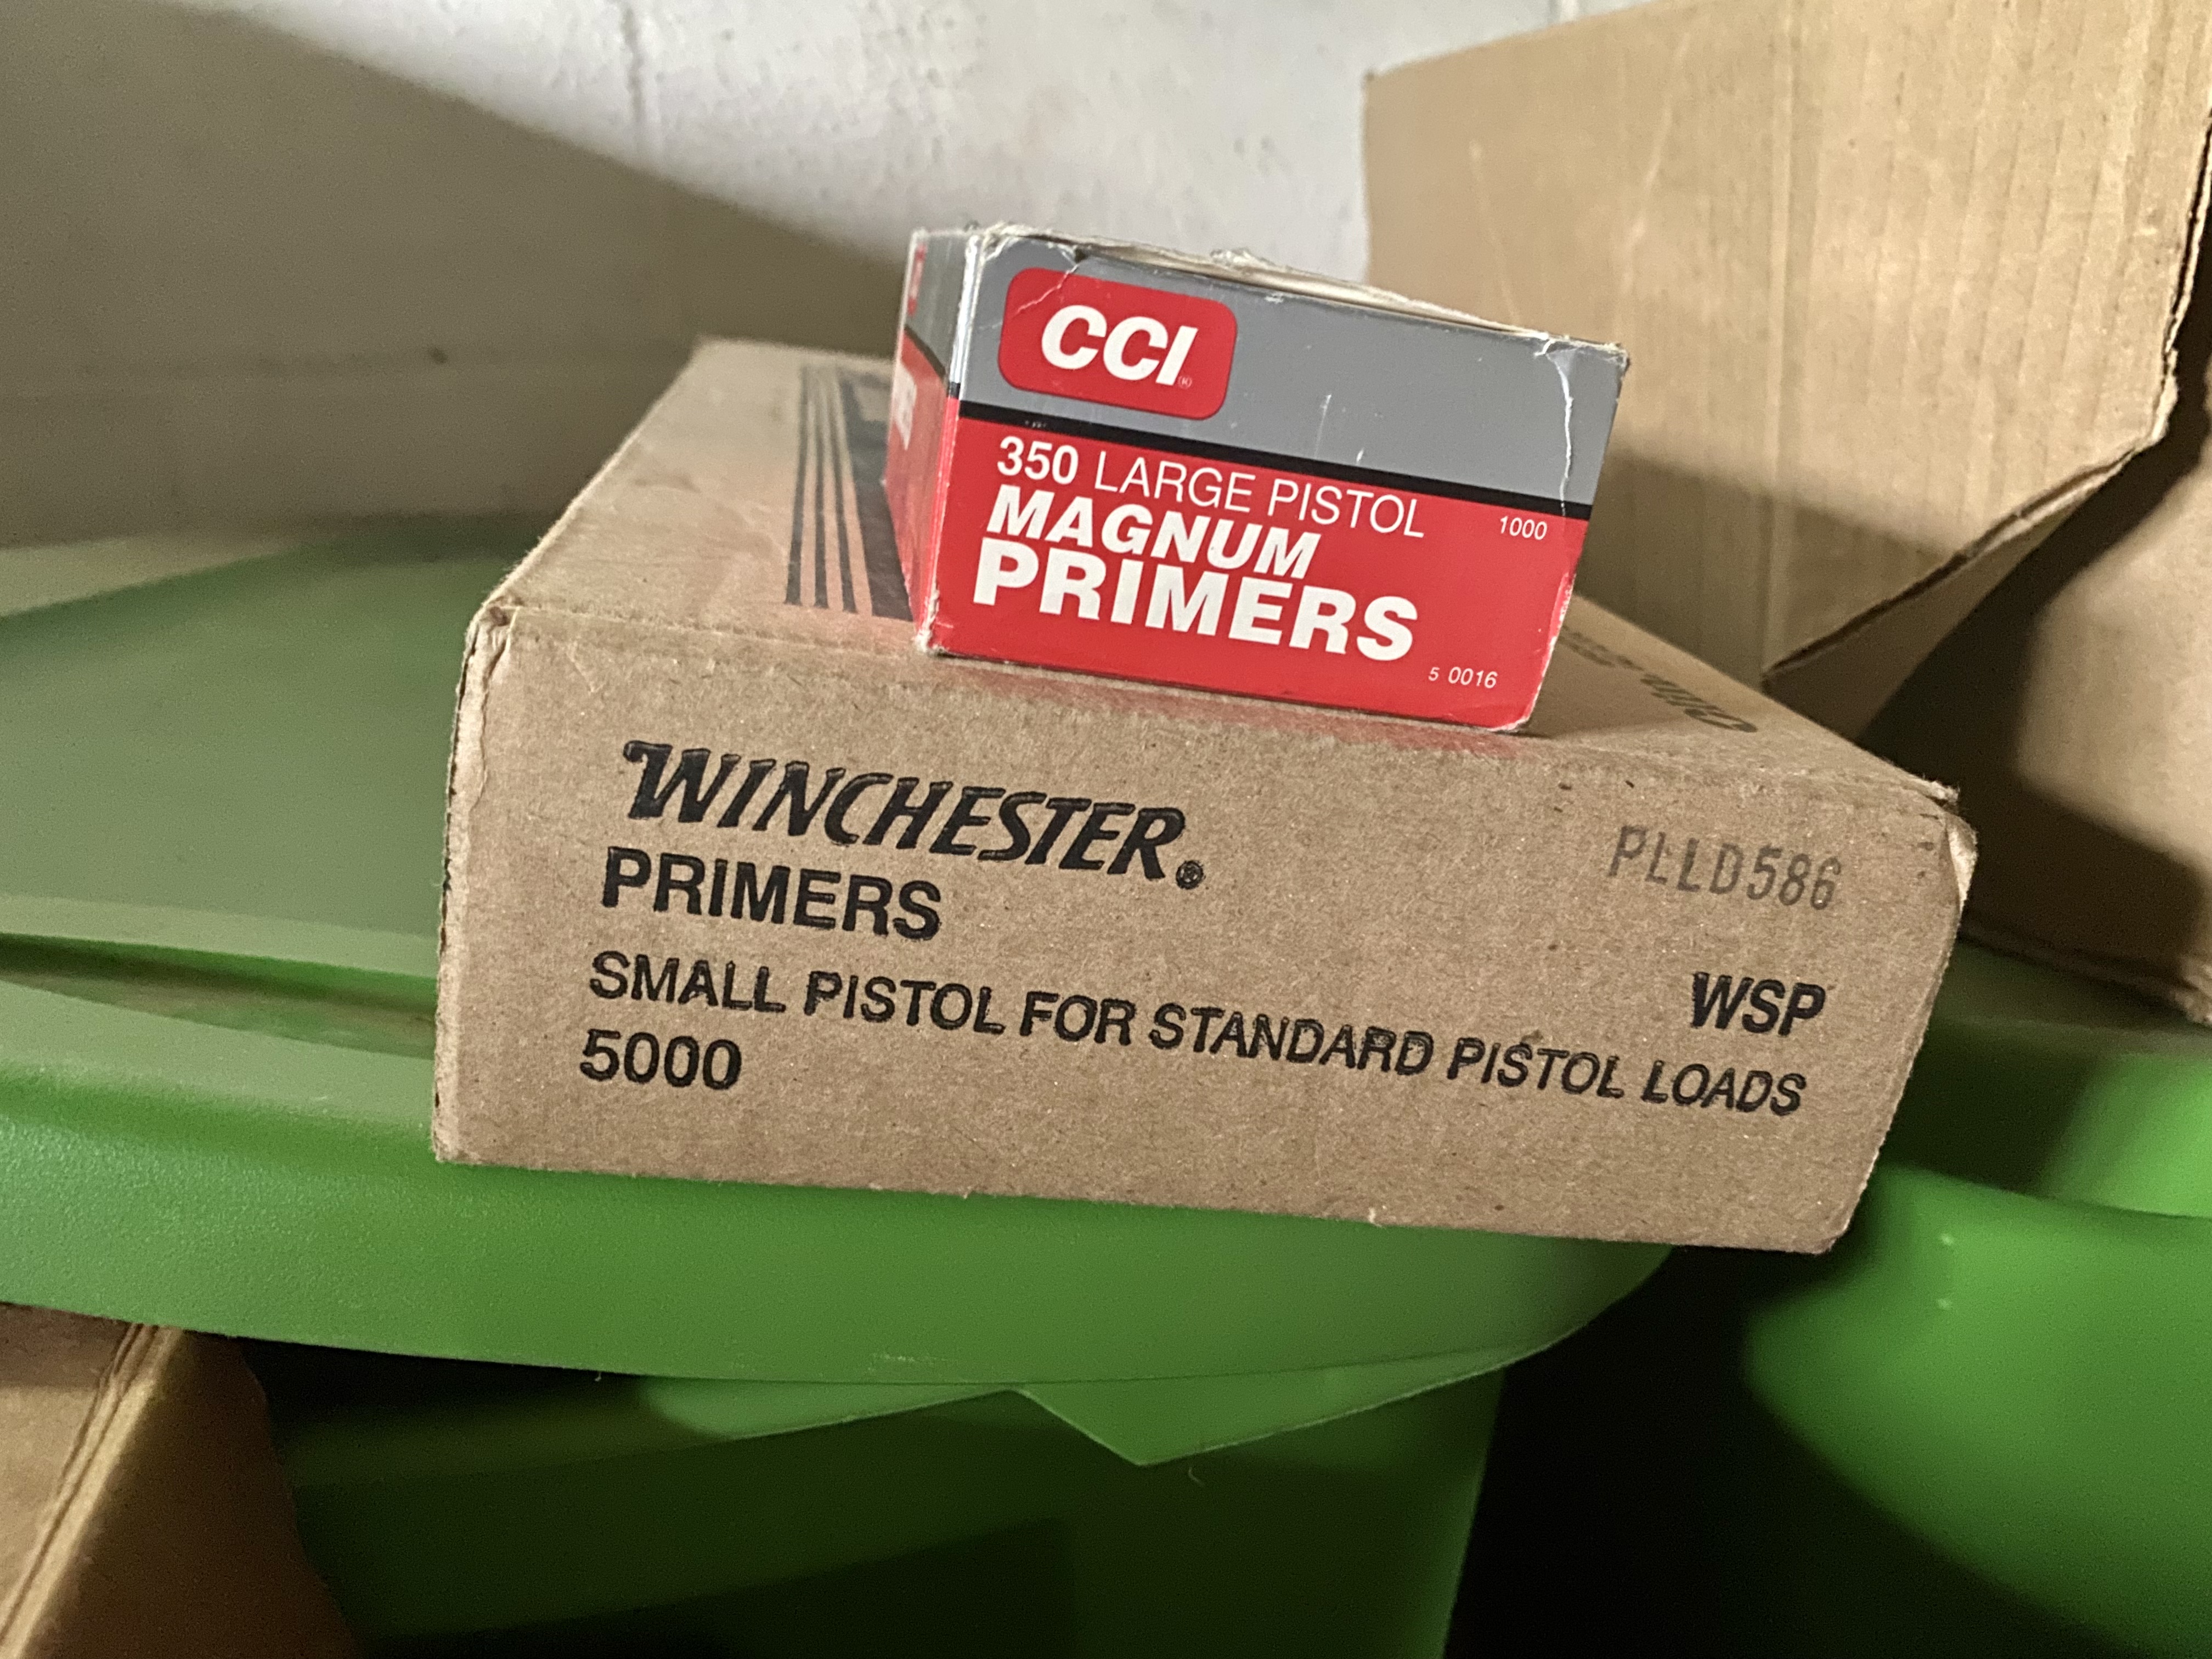 CCI®
350 LARGE PISTOL
MAGNUM 1000
PRIMERS
5 0016
WINCHESTER®
PRIMERS
PLLD586
WSP
SMALL PISTOL FOR STANDARD PISTOL LOADS
5000